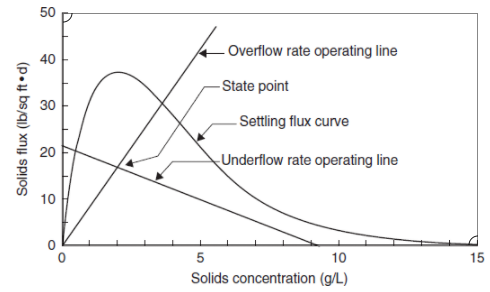 50
40
30
20
10
0
Solids flux (lb/sq ft•d)
Overflow rate operating line
State point
Settling flux curve
Underflow rate operating line
0
5
10
15
Solids concentration (g/L)